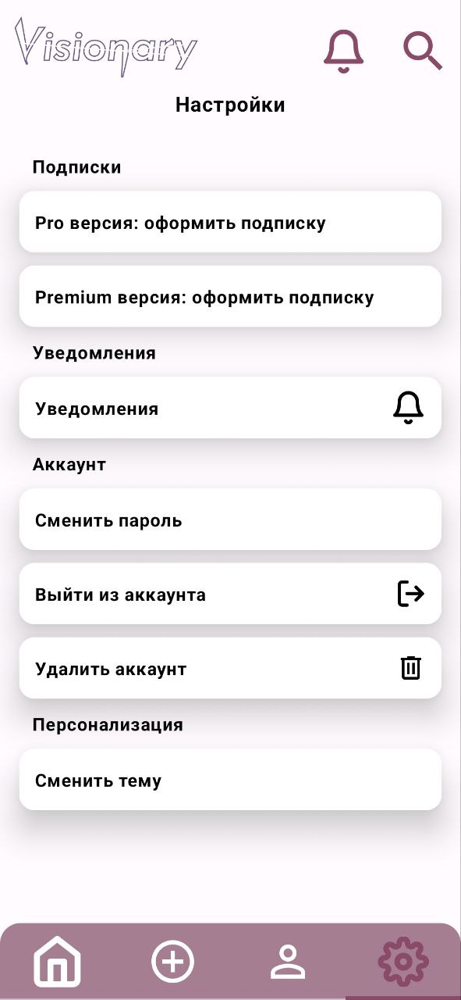 Visionary
Настройки
Подписки
Pro версия: оформить подписку
Premium версия: оформить подписку
Уведомления
Уведомления
Аккаунт
Сменить пароль
Выйти из аккаунта
Удалить аккаунт
Персонализация
Сменить тему